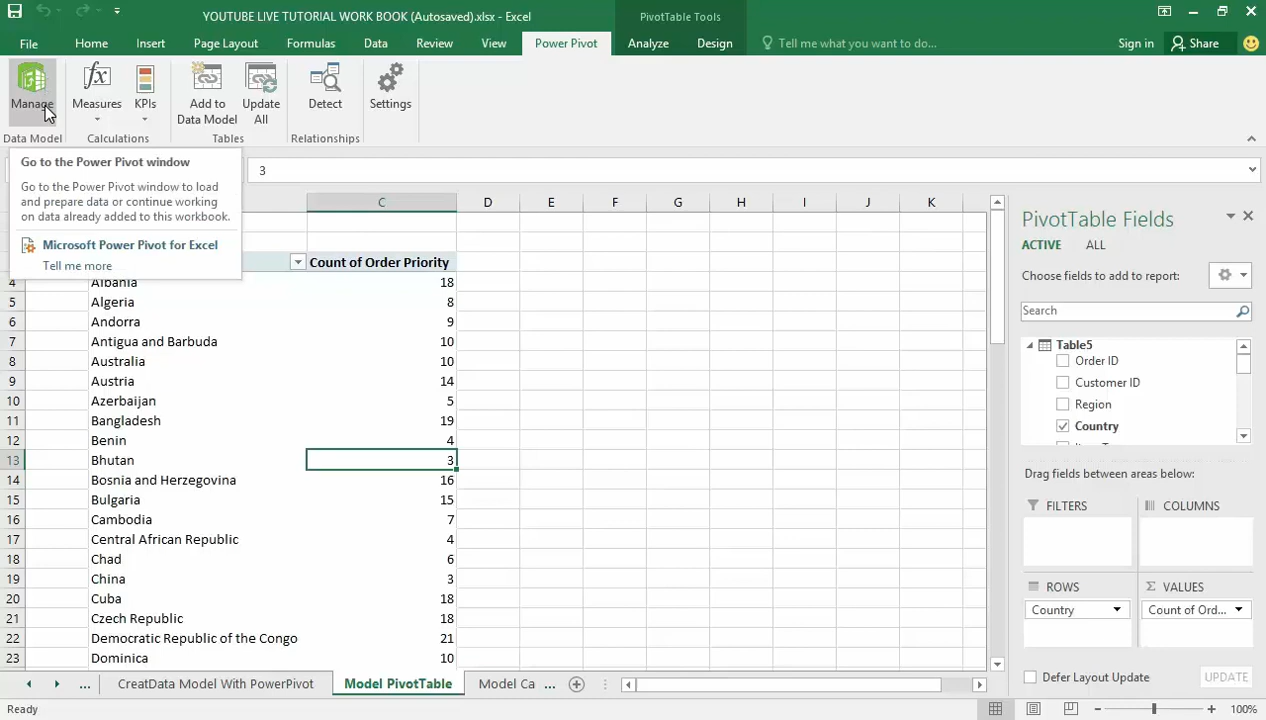 YOUTUBE LIVE TUTORIAL WORK BOOK (Autosaved).xlsx - Excel
PivotTable Tools
File
Home
Insert
Page Layout
Formulas
Data
Review
View
Power Pivot
Analyze
Design
Tell me what you want to do...
Sign in
Share
Manage
Measures
KPIs
Add to
Data Model
Update
All
Detect
Settings
Data Model
Calculations
Tables
Relationships
Go to the Power Pivot window
Go to the Power Pivot window to load
and prepare data or continue working
on data already added to this workbook.
Microsoft Power Pivot for Excel
Tell me more
3
C D E F G H I J K
Count of Order Priority
4 Albania 18
5 Algeria 8
6 Andorra 9
7 Antigua and Barbuda 10
8 Australia 10
9 Austria 14
10 Azerbaijan 5
11 Bangladesh 19
12 Benin 4
13 Bhutan 3
14 Bosnia and Herzegovina 16
15 Bulgaria 15
16 Cambodia 7
17 Central African Republic 4
18 Chad 6
19 China 3
20 Cuba 18
21 Czech Republic 18
22 Democratic Republic of the Congo 21
23 Dominica 10
PivotTable Fields
ACTIVE
ALL
Choose fields to add to report:
Search
Table5
Order ID
Customer ID
Region
Country
Drag fields between areas below:
FILTERS
COLUMNS
ROWS
VALUES
Country
Count of Ord...
Defer Layout Update
UPDATE
...
CreatData Model With PowerPivot
Model PivotTable
Model Ca ...
Ready
100%